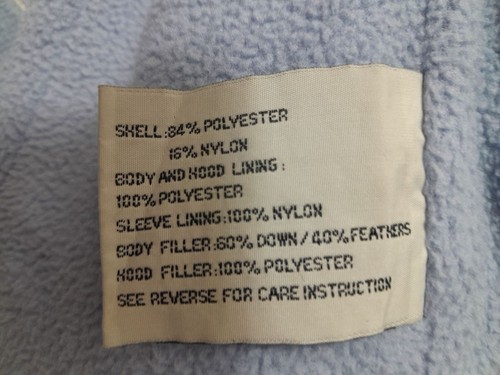 SHELL:84% POLYESTER
16% NYLON
BODY AND HOOD LINING:
100% POLYESTER
SLEEVE LINING:100% NYLON
BODY FILLER:60% DOWN/40% FEATHERS
HOOD FILLER:100% POLYESTER
SEE REVERSE FOR CARE INSTRUCTION